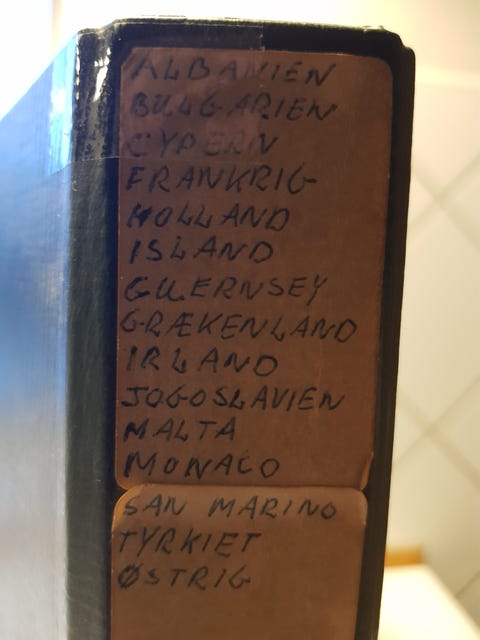 ALBANIEN
BULGARIEN
CYPERN
FRANKRIG
HOLLAND
ISLAND
GUERNSEY
GRÆKENLAND
IRLAND
JOGOSLAVIEN
MALTA
MONACO
SAN MARINO
TYRKIET
ØSTRIG